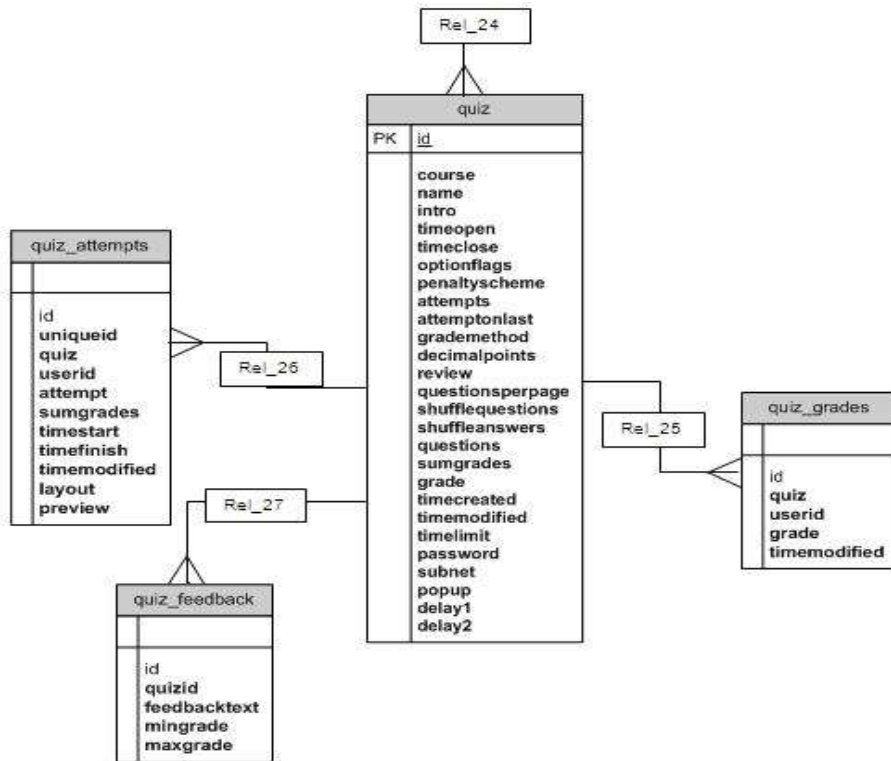 Rel_24
quiz
PK id
course
name
intro
timeopen
timeclose
optionflags
penaltyscheme
attempts
attemptonlast
grademethod
decimalpoints
review
questionsperpage
shufflequestions
shuffleanswers
questions
sumgrades
grade
timecreated
timemodified
timelimit
password
subnet
popup
delay1
delay2
quiz_attempts
id
uniqueid
quiz
userid
attempt
sumgrades
timestart
timefinish
timemodified
layout
preview
Rel_26
Rel_25
quiz_grades
id
quiz
userid
grade
timemodified
Rel_27
quiz_feedback
id
quizid
feedbacktext
mingrade
maxgrade